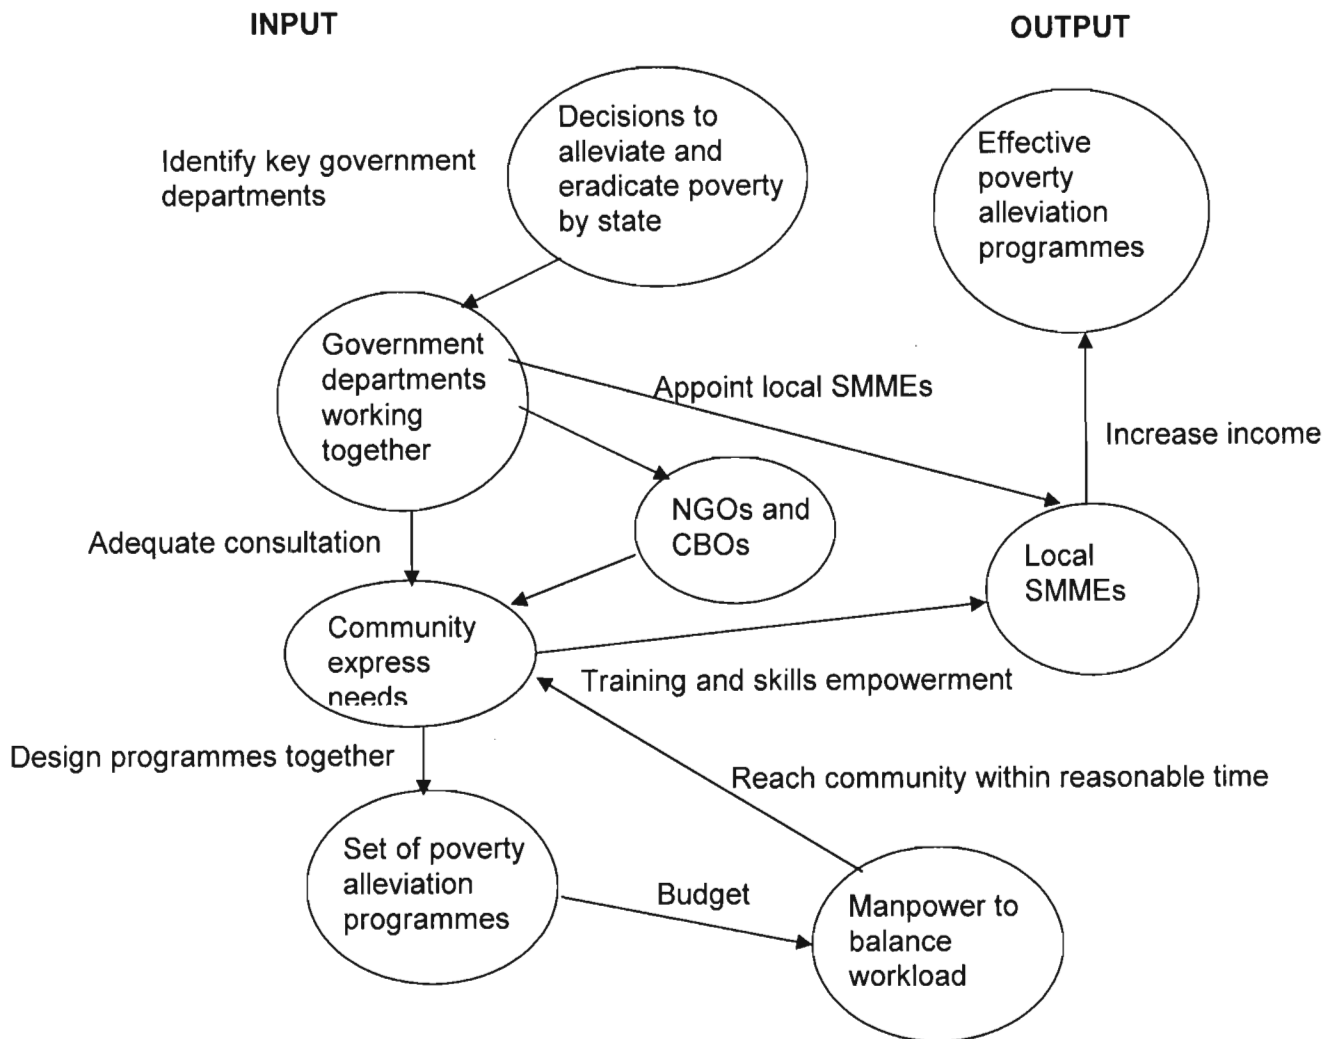 INPUT
OUTPUT
Decisions to
alleviate and
eradicate poverty
by state
Identify key government
departments
Effective
poverty
alleviation
programmes
Government
departments
working
together
Appoint local SMMEs
Increase income
NGOs and
CBOs
Adequate consultation
Local
SMMEs
Community
express
needs
Training and skills empowerment
Design programmes together
Reach community within reasonable time
Set of poverty
alleviation
programmes
Budget
Manpower to
balance
workload